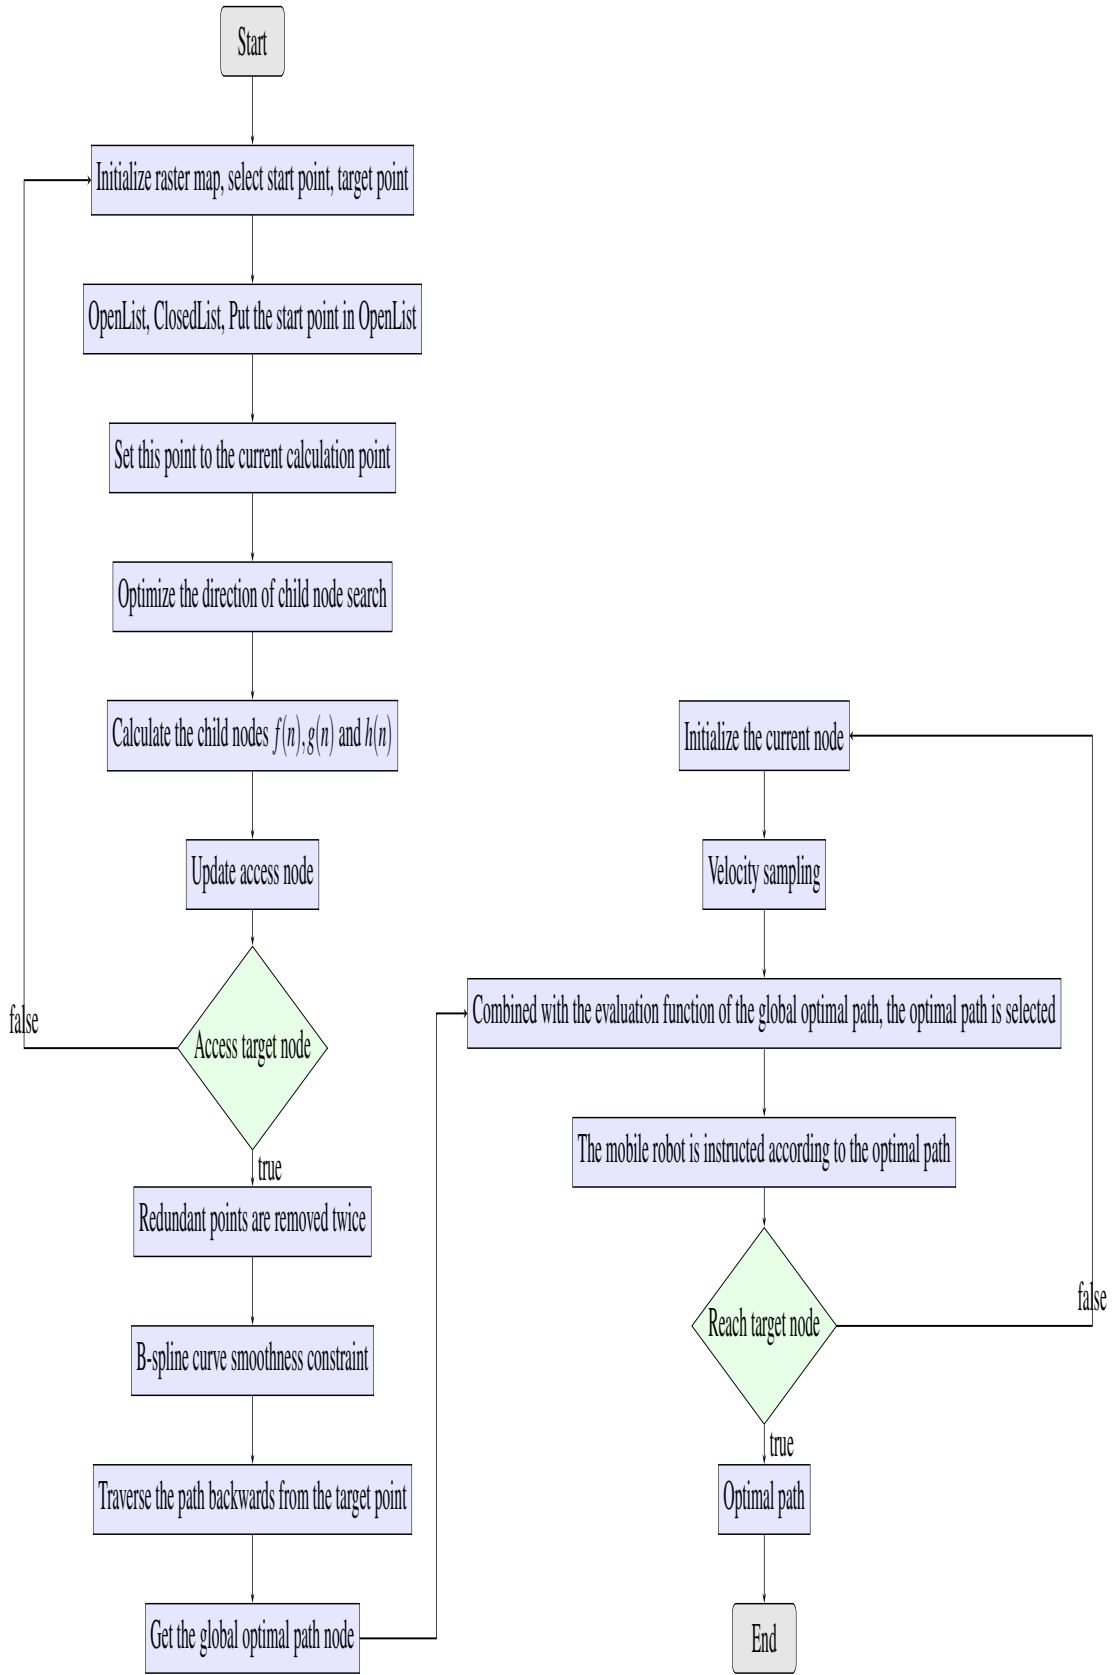 Start
Initialize raster map, select start point, target point
OpenList, ClosedList, Put the start point in OpenList
Set this point to the current calculation point
Optimize the direction of child node search
Calculate the child nodes f(n), g(n) and h(n)
Update access node
false
Access target node
true
Redundant points are removed twice
B-spline curve smoothness constraint
Traverse the path backwards from the target point
Get the global optimal path node
Initialize the current node
Velocity sampling
Combined with the evaluation function of the global optimal path, the optimal path is selected
The mobile robot is instructed according to the optimal path
false
Reach target node
true
Optimal path
End